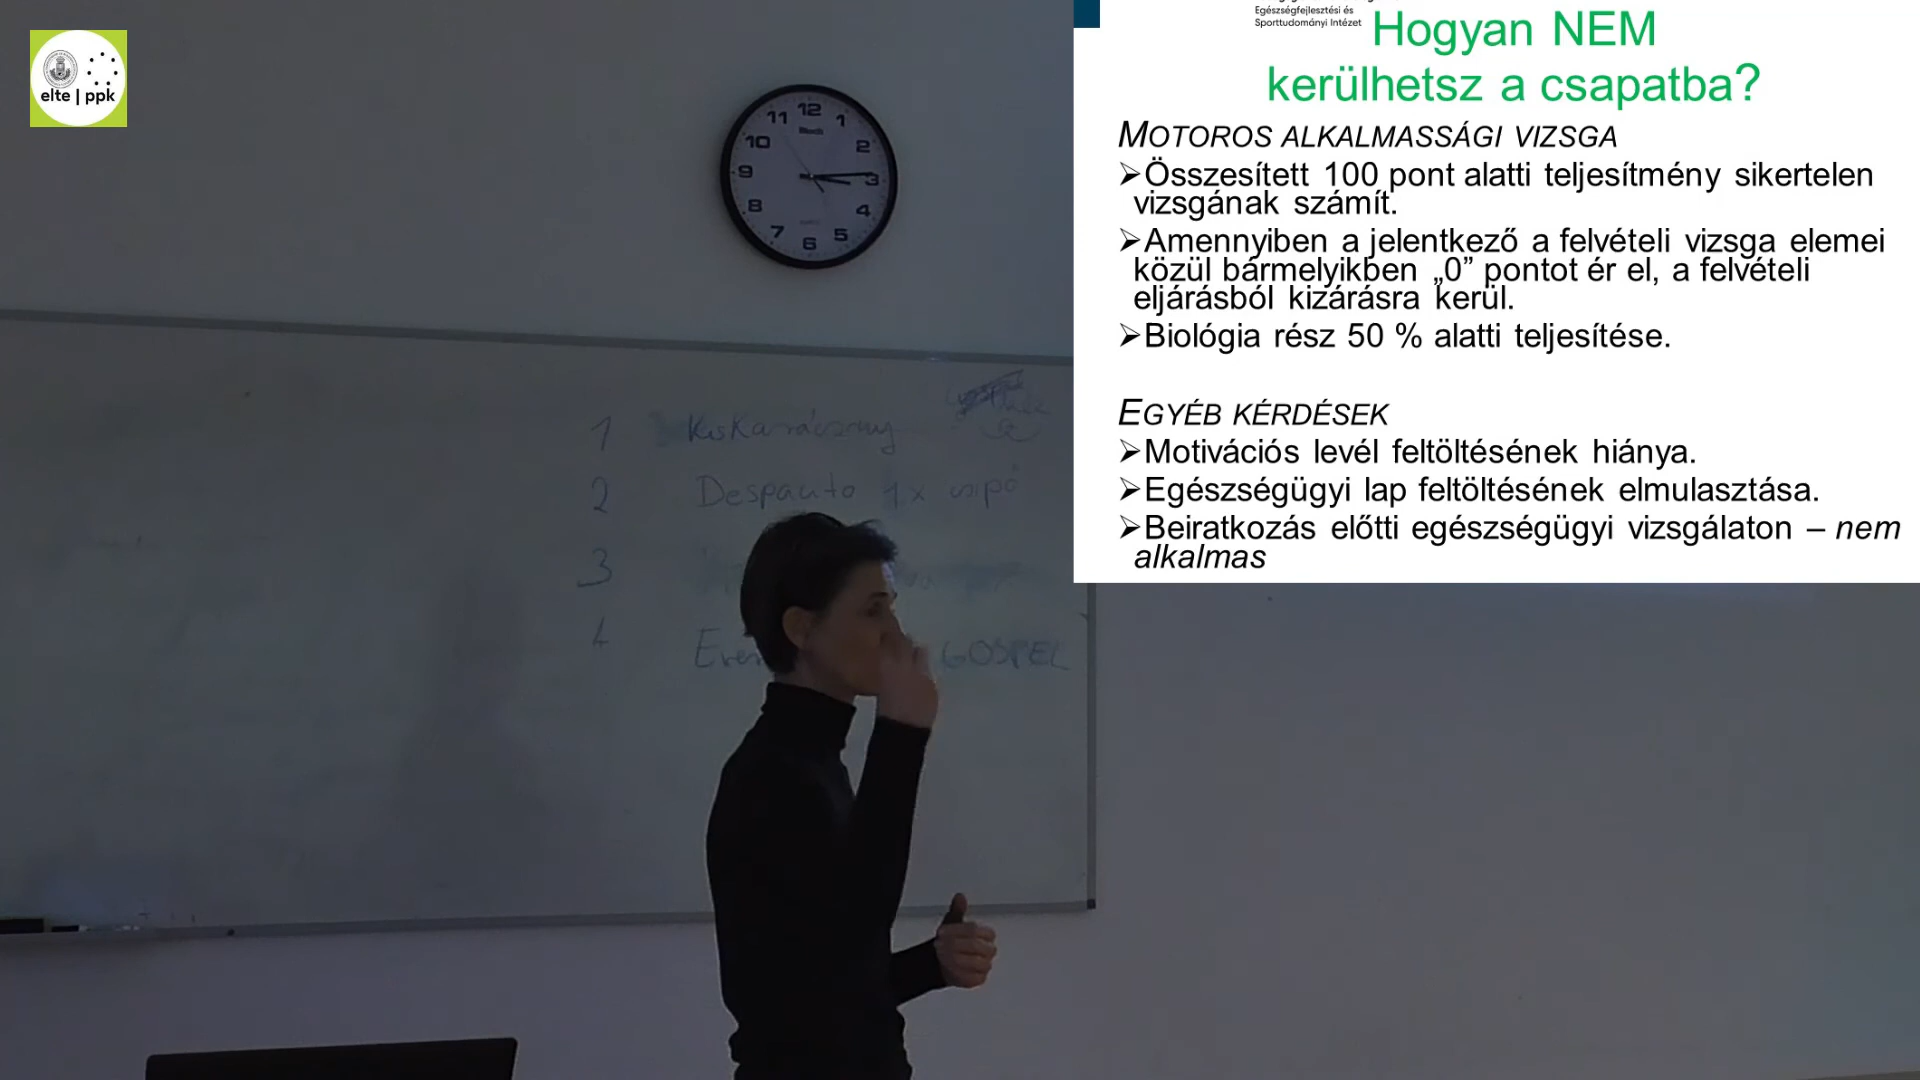 elte | ppk
12
11
1
10
2
9
3
8
4
7
5
6
1 Kiskarácsony
2 Despacito 1x csípő
3
4
GOSPEL
Egészségfejlesztési és
Sporttudományi Intézet
Hogyan NEM
kerülhetsz a csapatba?
MOTOROS ALKALMASSÁGI VIZSGA
➢Összesített 100 pont alatti teljesítmény sikertelen
vizsgának számít.
➢Amennyiben a jelentkező a felvételi vizsga elemei
közül bármelyikben „0” pontot ér el, a felvételi
eljárásból kizárásra kerül.
➢Biológia rész 50 % alatti teljesítése.
EGYÉB KÉRDÉSEK
➢Motivációs levél feltöltésének hiánya.
➢Egészségügyi lap feltöltésének elmulasztása.
➢Beiratkozás előtti egészségügyi vizsgálaton – nem
alkalmas